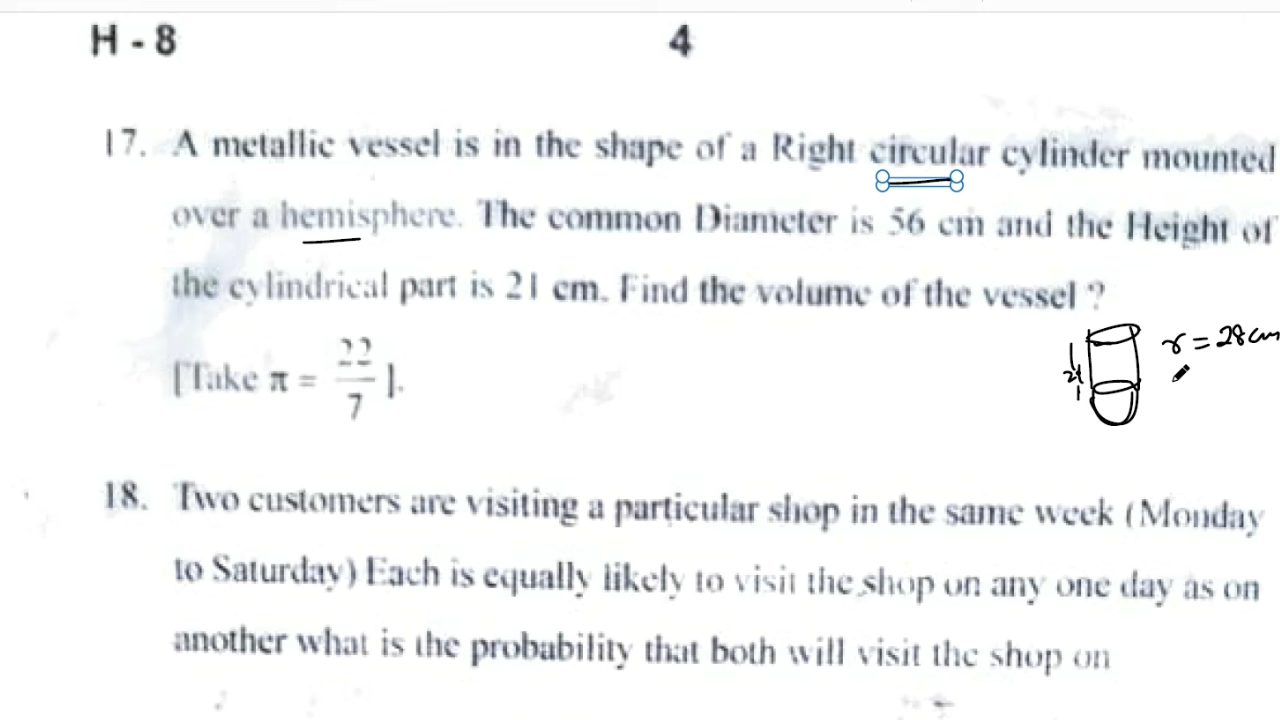 H - 8 4
17. A metallic vessel is in the shape of a Right circular cylinder mounted
over a hemisphere. The common Diameter is 56 cm and the Height of
the cylindrical part is 21 cm. Find the volume of the vessel ?
[Take π = 22/7 ].
21
r = 28 cm
18. Two customers are visiting a particular shop in the same week (Monday
to Saturday) Each is equally likely to visit the shop on any one day as on
another what is the probability that both will visit the shop on